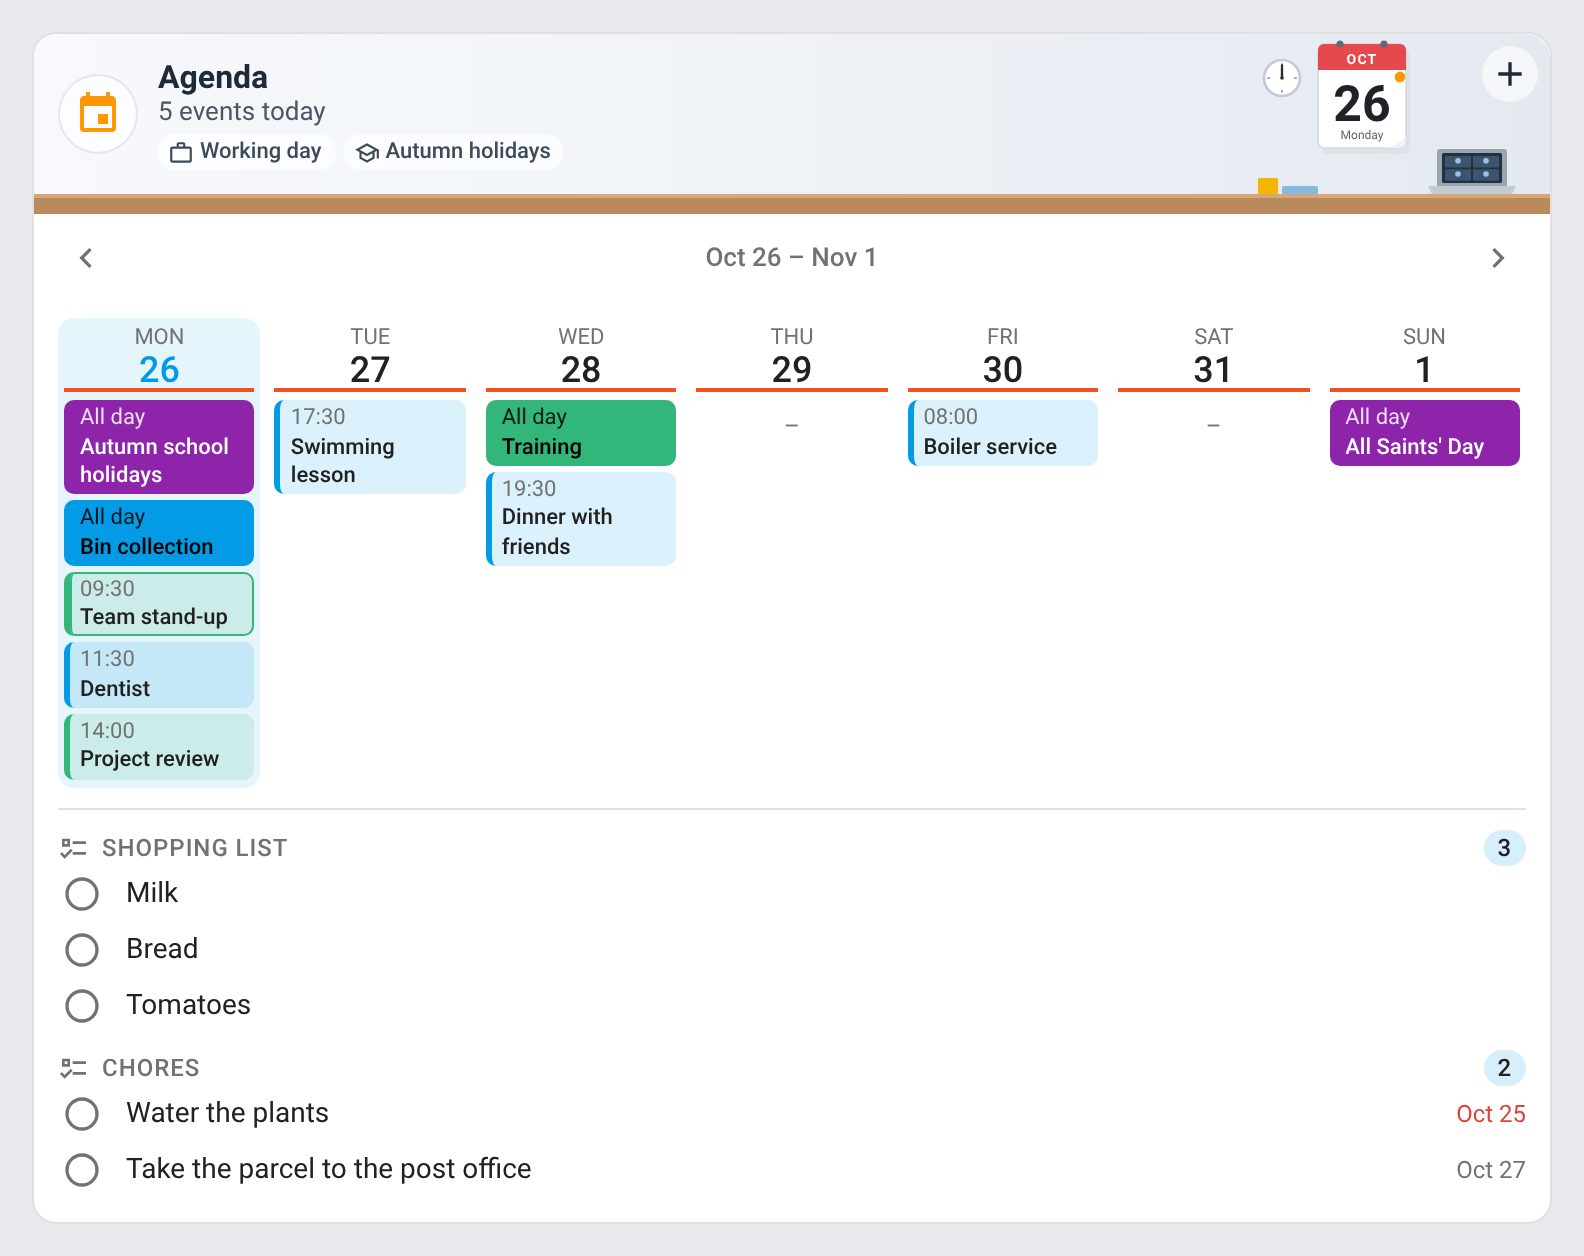 Agenda
5 events today
Working day
Autumn holidays
OCT
26
Monday
Oct 26 – Nov 1
MON
26
All day
Autumn school
holidays
All day
Bin collection
09:30
Team stand-up
11:30
Dentist
14:00
Project review
TUE
27
17:30
Swimming
lesson
WED
28
All day
Training
19:30
Dinner with
friends
THU
29
–
FRI
30
08:00
Boiler service
SAT
31
–
SUN
1
All day
All Saints' Day
SHOPPING LIST
3
Milk
Bread
Tomatoes
CHORES
2
Water the plants
Oct 25
Take the parcel to the post office
Oct 27